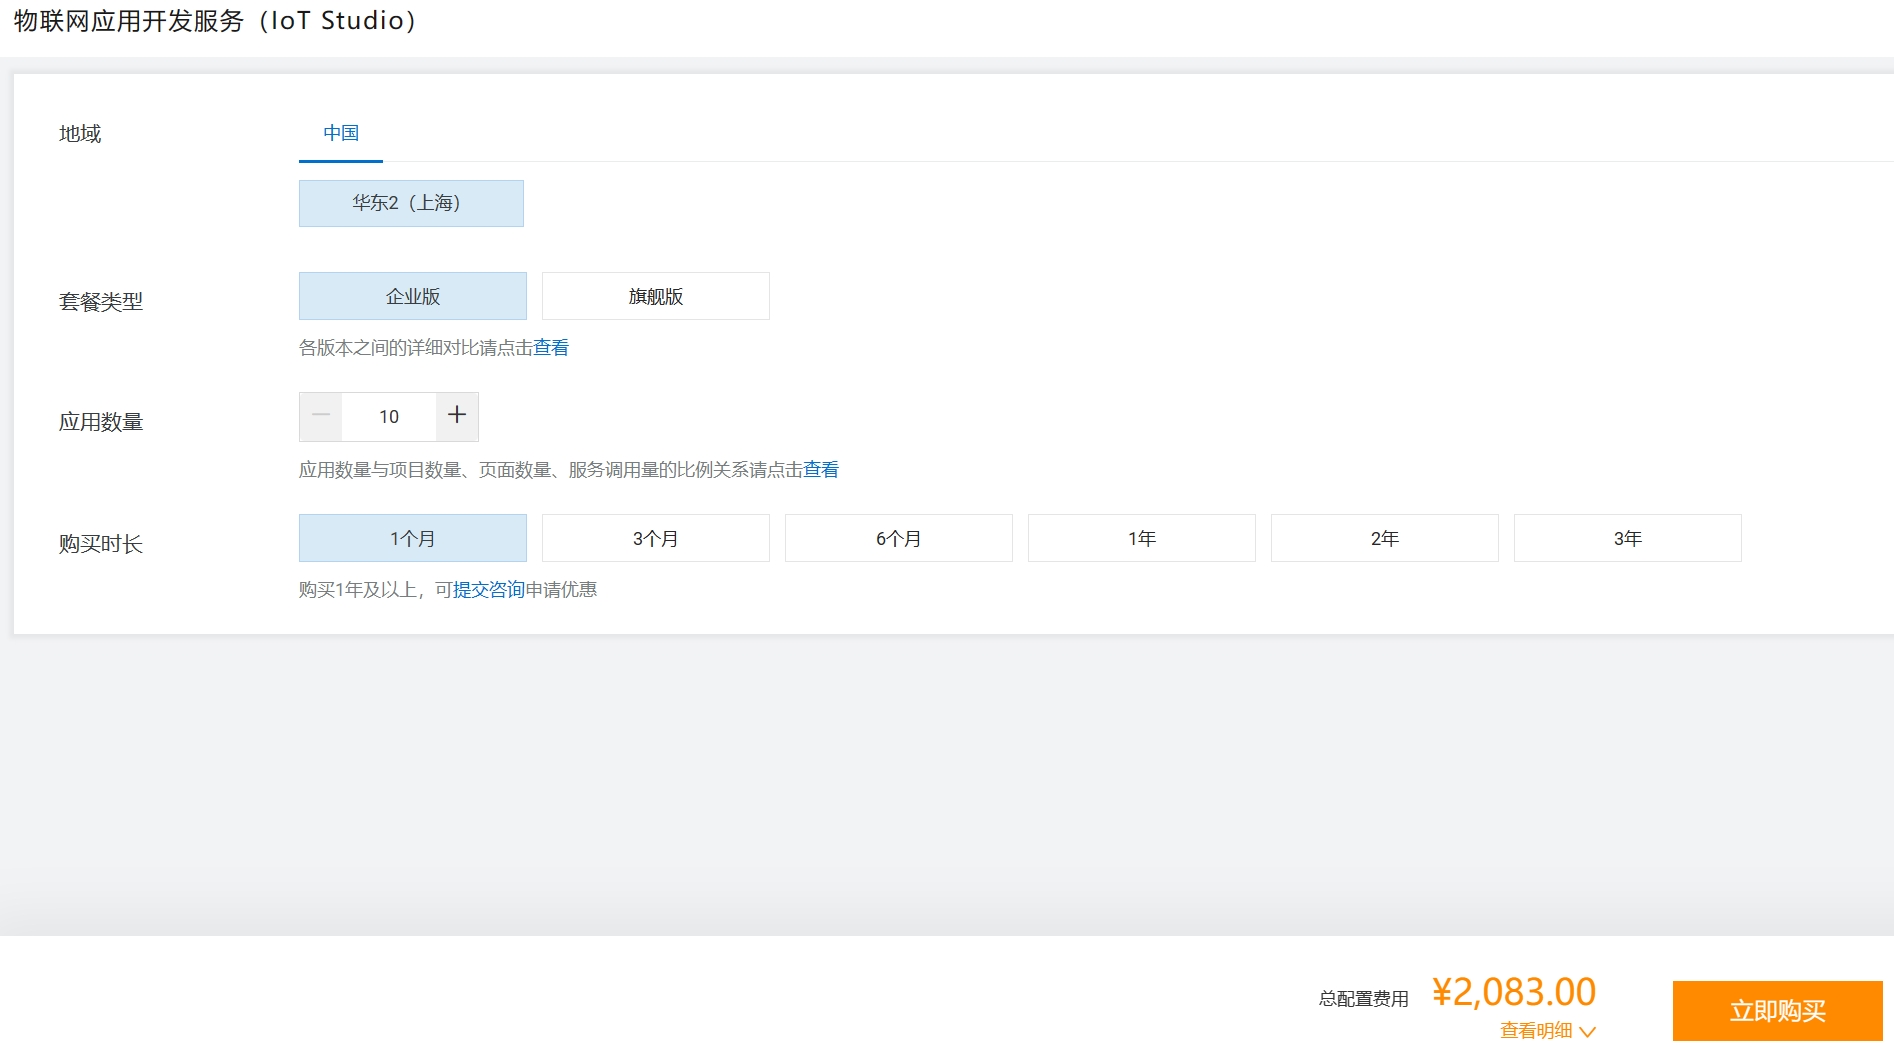 物联网应用开发服务（IoT Studio）
地域
中国
华东2（上海）
套餐类型
企业版
旗舰版
各版本之间的详细对比请点击查看
应用数量
— 10 +
应用数量与项目数量、页面数量、服务调用量的比例关系请点击查看
购买时长
1个月
3个月
6个月
1年
2年
3年
购买1年及以上，可提交咨询申请优惠
总配置费用 ¥2,083.00
查看明细
立即购买